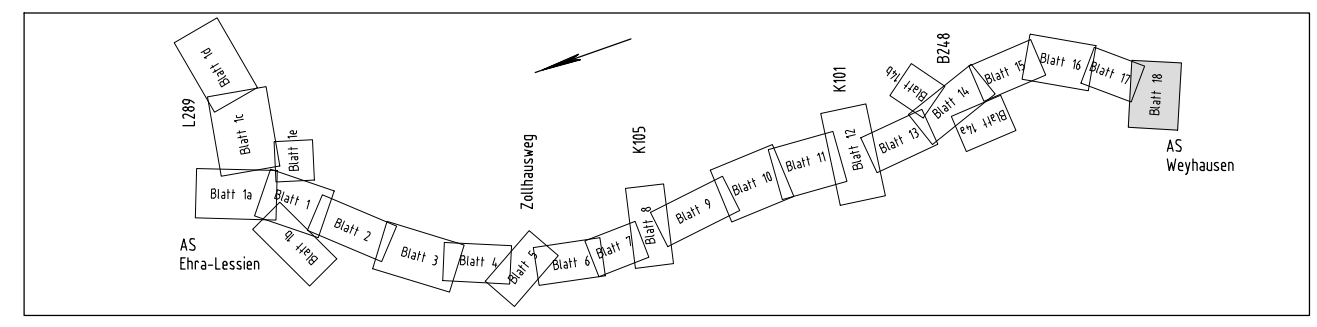 Blatt 1d
L289
Blatt 1c
Blatt 1e
Blatt 1a
Blatt 1
Blatt 1b
AS
Ehra-Lessien
Blatt 2
Blatt 3
Blatt 4
Zollhausweg
Blatt 5
Blatt 6
Blatt 7
K105
Blatt 8
Blatt 9
Blatt 10
Blatt 11
K101
Blatt 12
Blatt 13
B248
Blatt
14b
Blatt 14
Blatt 14a
Blatt 15
Blatt 16
Blatt 17
Blatt 18
AS
Weyhausen